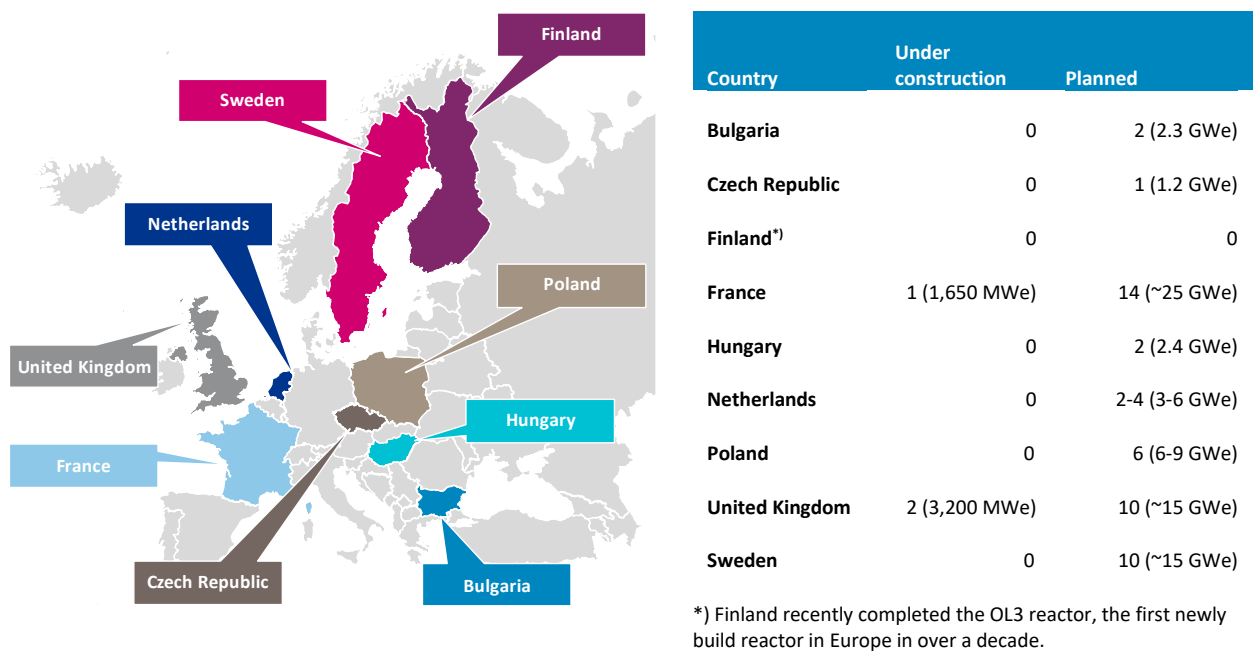 Finland
Sweden
Netherlands
Poland
United Kingdom
Hungary
France
Czech Republic
Bulgaria
Country Under construction Planned
Bulgaria 0 2 (2.3 GWe)
Czech Republic 0 1 (1.2 GWe)
Finland*) 0 0
France 1 (1,650 MWe) 14 (~25 GWe)
Hungary 0 2 (2.4 GWe)
Netherlands 0 2-4 (3-6 GWe)
Poland 0 6 (6-9 GWe)
United Kingdom 2 (3,200 MWe) 10 (~15 GWe)
Sweden 0 10 (~15 GWe)
*) Finland recently completed the OL3 reactor, the first newly
build reactor in Europe in over a decade.